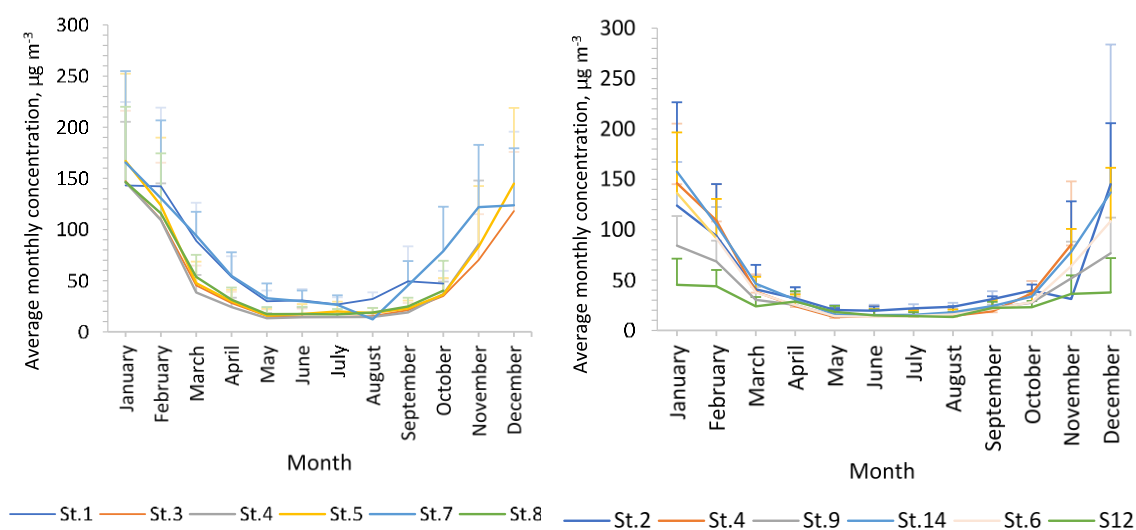 Average monthly concentration, µg m⁻³
300
250
200
150
100
50
0
January
February
March
April
May
June
July
August
September
October
November
December
Month
St.1 St.3 St.4 St.5 St.7 St.8
Average monthly concentration, µg m⁻³
300
250
200
150
100
50
0
January
February
March
April
May
June
July
August
September
October
November
December
Month
St.2 St.4 St.9 St.14 St.6 S12